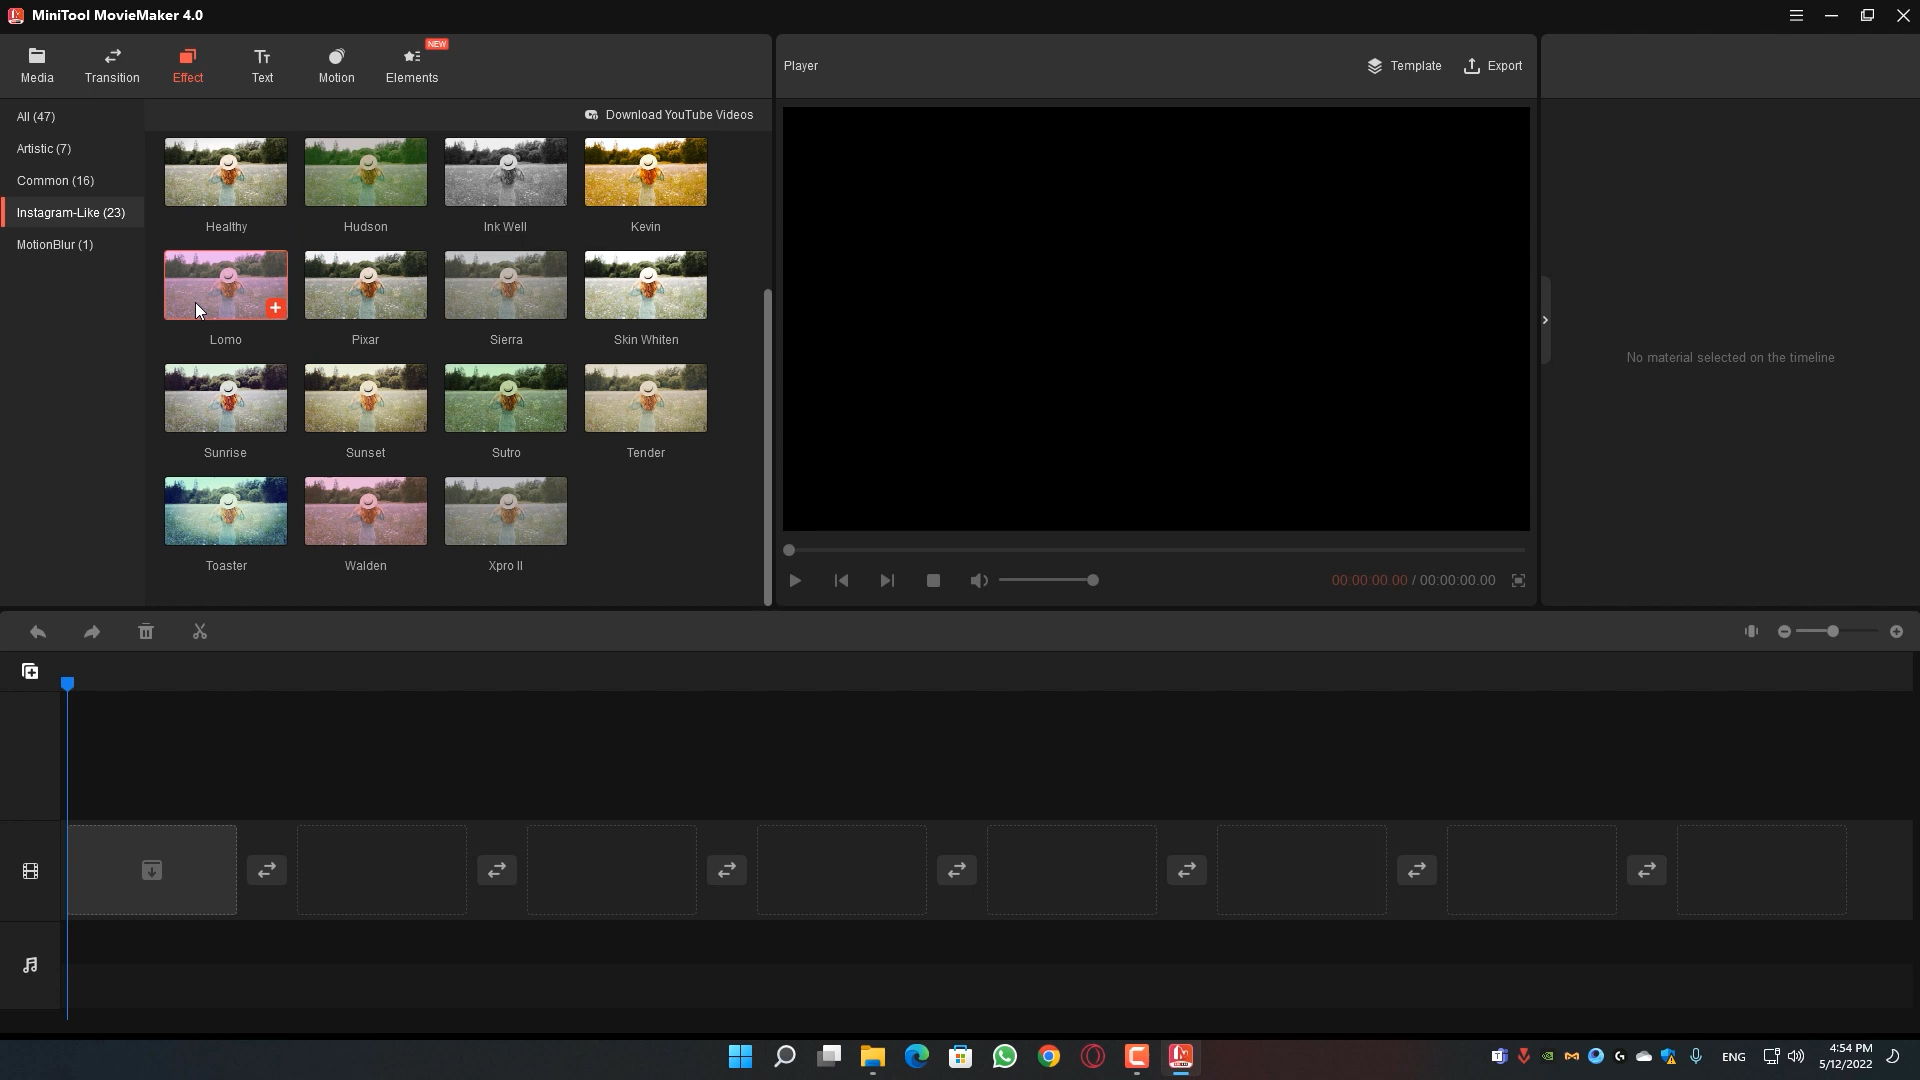 MiniTool MovieMaker 4.0
Media
Transition
Effect
Text
Motion
Elements
NEW
Player
Template
Export
All (47)
Artistic (7)
Common (16)
Instagram-Like (23)
MotionBlur (1)
Download YouTube Videos
Healthy
Hudson
Ink Well
Kevin
Lomo
Pixar
Sierra
Skin Whiten
Sunrise
Sunset
Sutro
Tender
Toaster
Walden
Xpro II
No material selected on the timeline
00:00:00.00 / 00:00:00.00
ENG
4:54 PM
5/12/2022